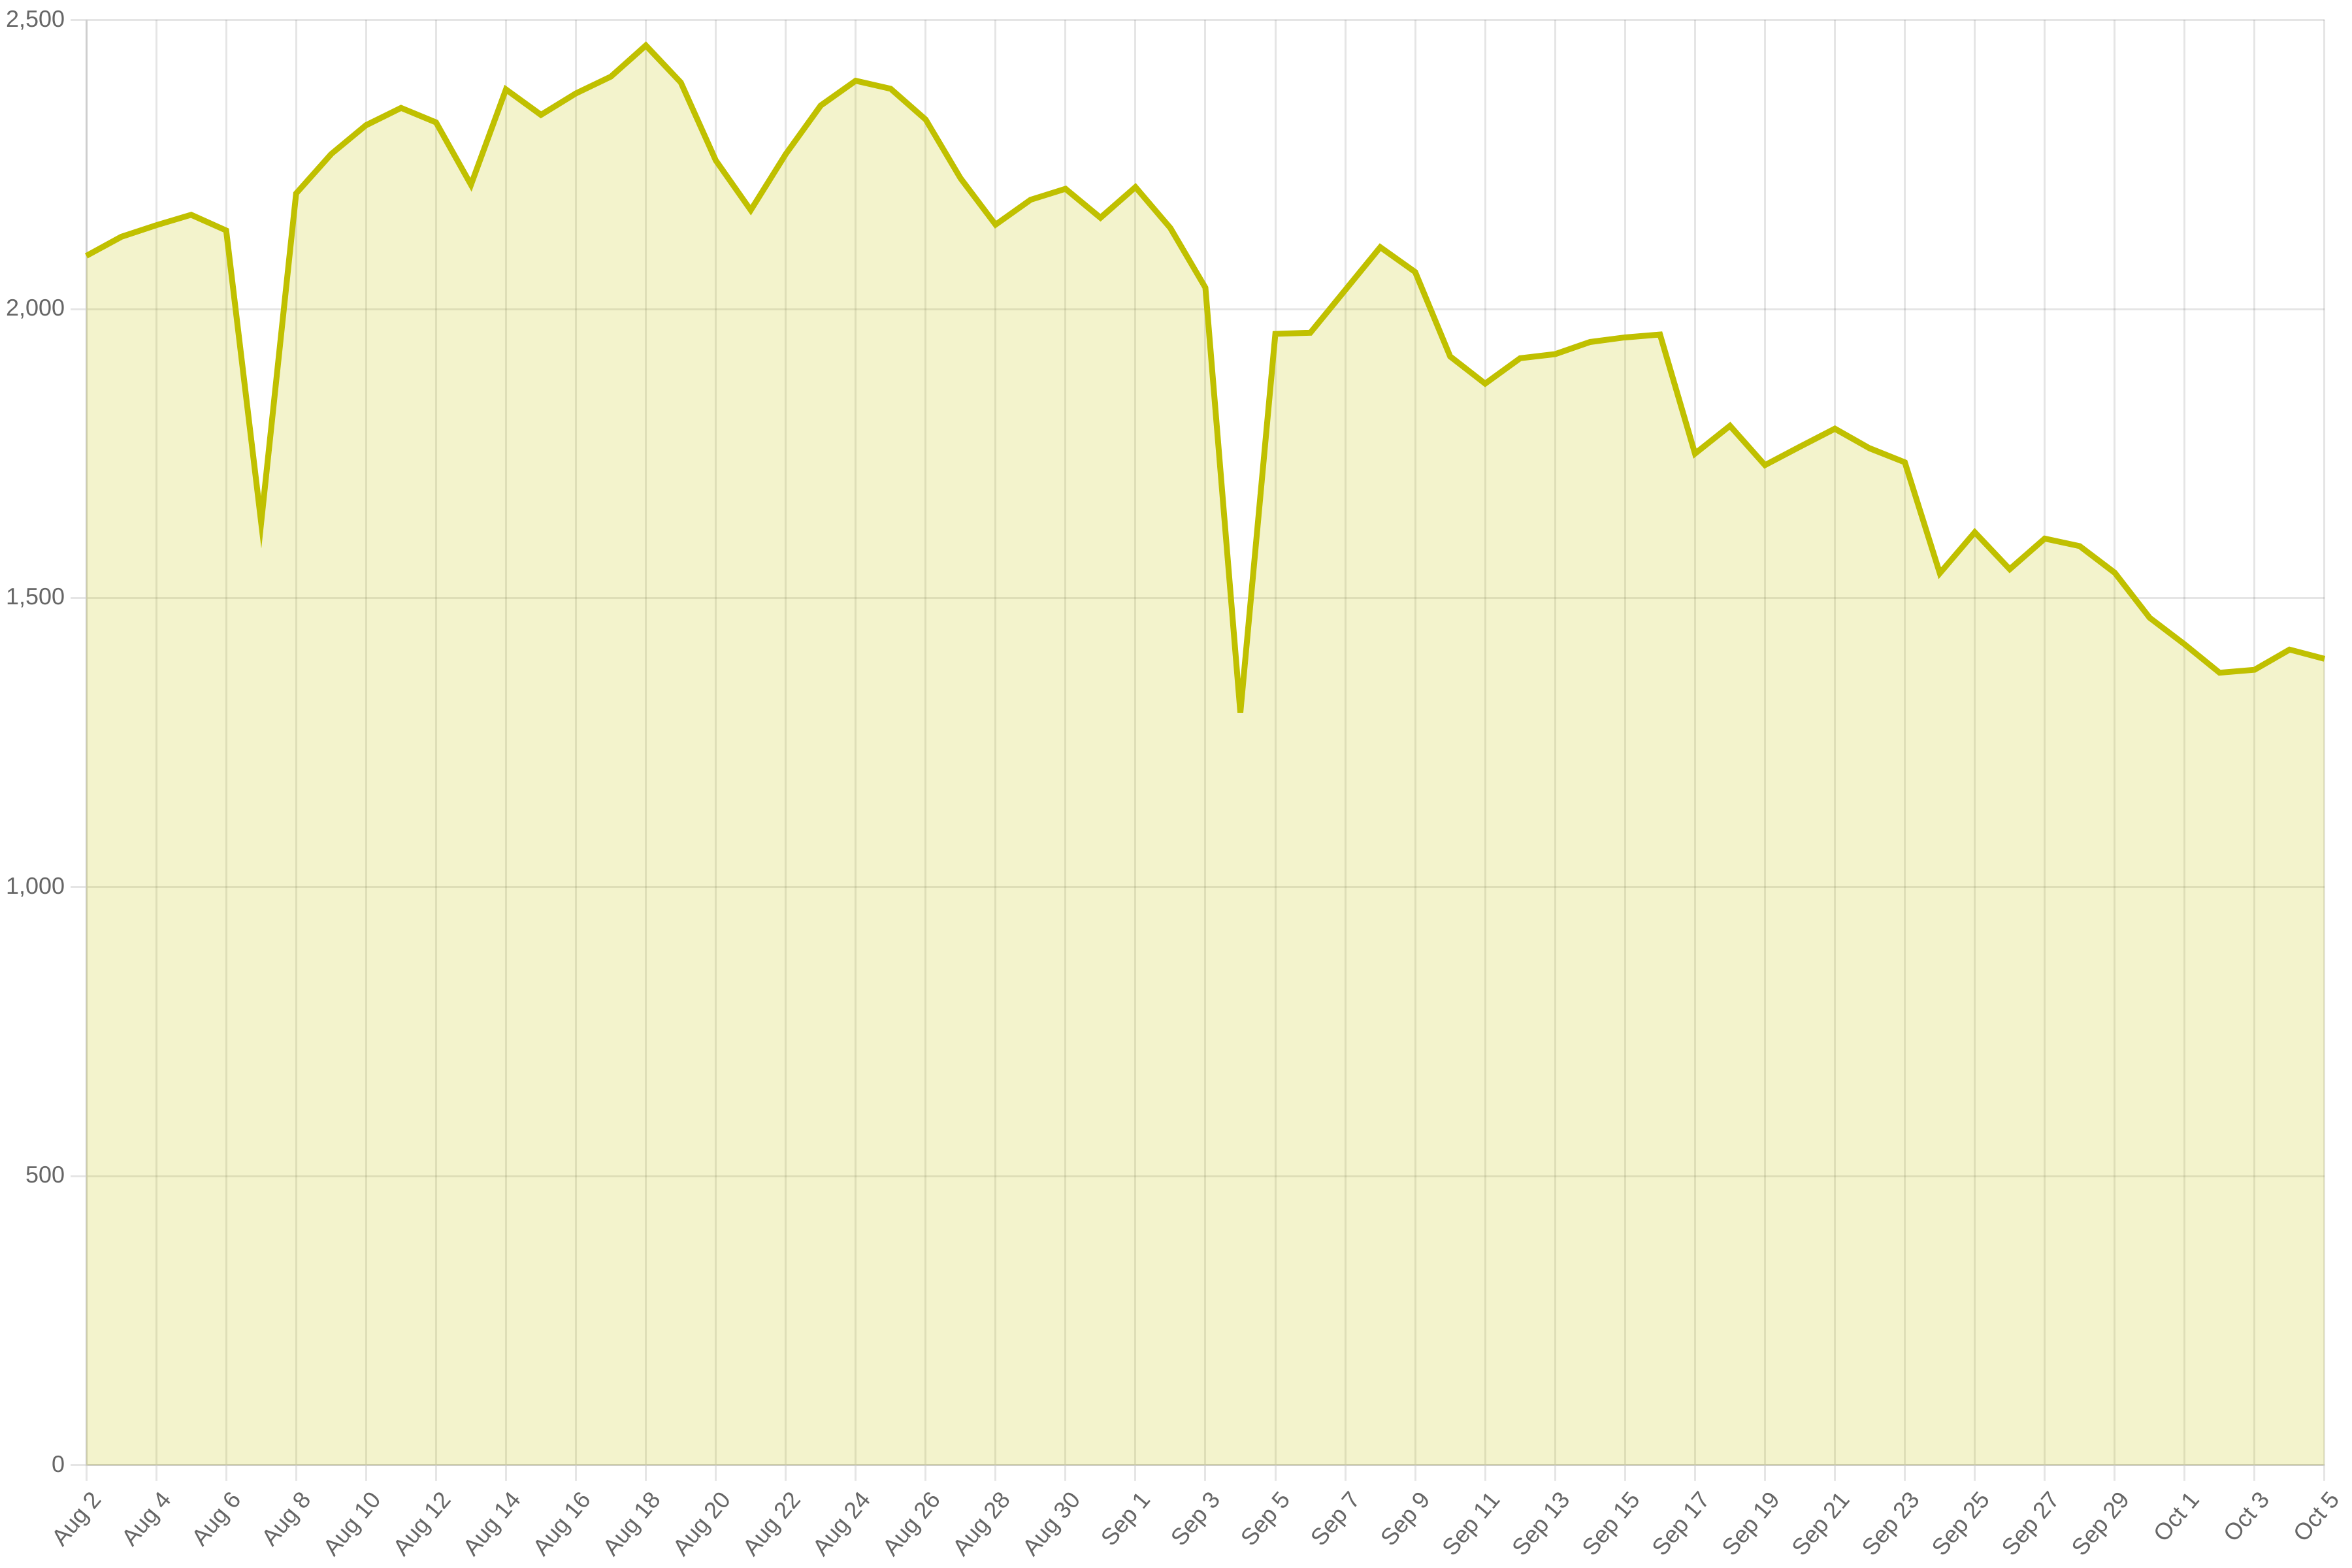 2,500
2,000
1,500
1,000
500
0
Aug 2
Aug 4
Aug 6
Aug 8
Aug 10
Aug 12
Aug 14
Aug 16
Aug 18
Aug 20
Aug 22
Aug 24
Aug 26
Aug 28
Aug 30
Sep 1
Sep 3
Sep 5
Sep 7
Sep 9
Sep 11
Sep 13
Sep 15
Sep 17
Sep 19
Sep 21
Sep 23
Sep 25
Sep 27
Sep 29
Oct 1
Oct 3
Oct 5